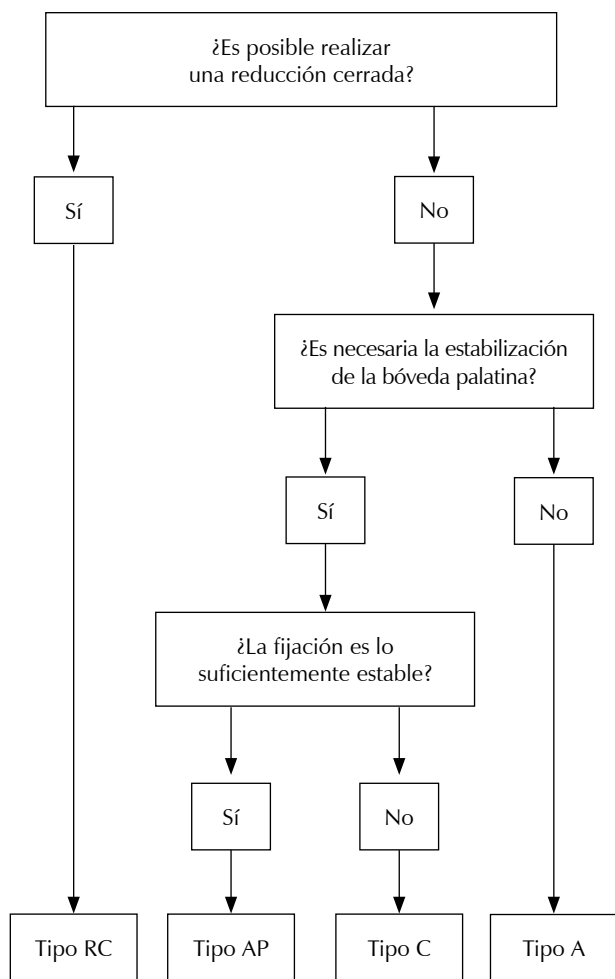 ¿Es posible realizar
una reducción cerrada?
Sí
No
¿Es necesaria la estabilización
de la bóveda palatina?
Sí
No
¿La fijación es lo
suficientemente estable?
Sí
No
Tipo RC
Tipo AP
Tipo C
Tipo A